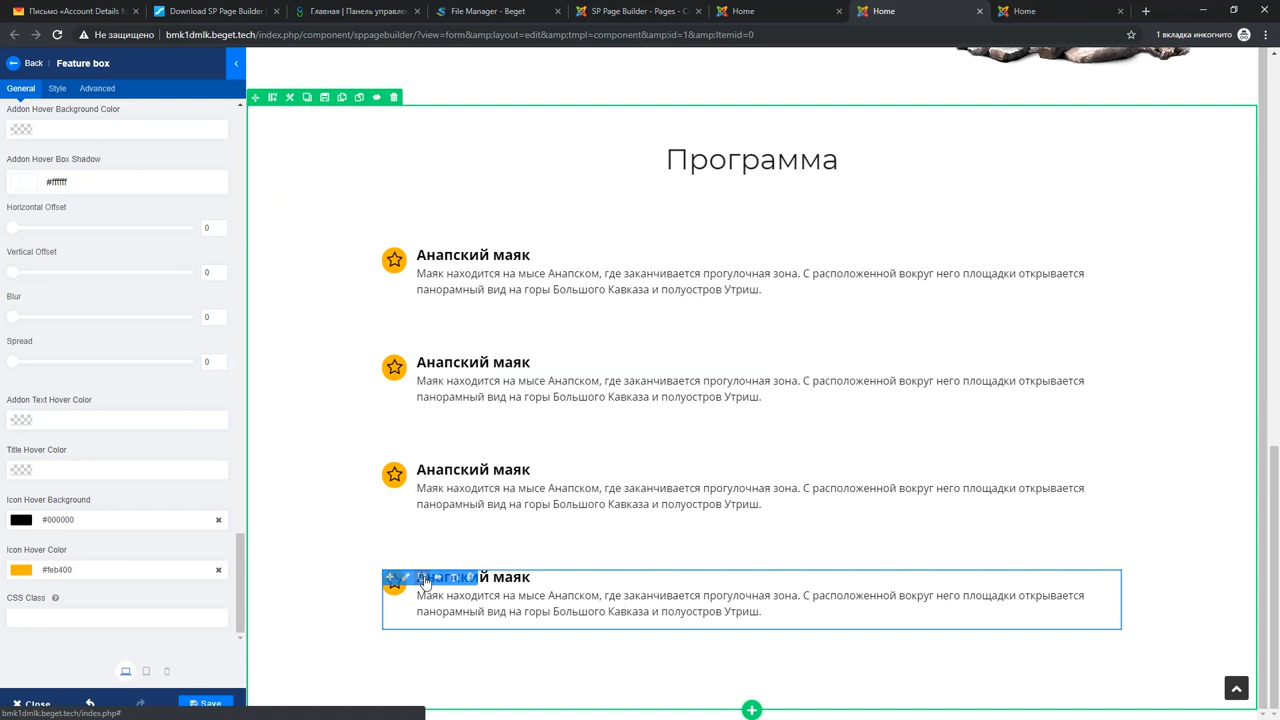 Account Details f
Download SP Page Builder
Главная | Панель управл
File Manager - Beget
SP Page Builder - Pages - С
Home
Home
Home
Не защищено
bmk1dmlk.beget.tech/index.php/component/sppagebuilder/?view=form&amp;layout=edit&amp;tmpl=component&amp;id=1&amp;Itemid=0
1 вкладка инкогнито
Back
Feature box
General
Style
Advanced
Addon Hover Background Color
Addon Hover Box Shadow
#ffffff
Horizontal Offset
0
Vertical Offset
0
Blur
0
Spread
0
Addon Text Hover Color
Title Hover Color
Icon Hover Background
#000000
Icon Hover Color
#feb400
CSS Class
Close
Save
bmk1dmlk.beget.tech/index.php#
Программа
Анапский маяк
Маяк находится на мысе Анапском, где заканчивается прогулочная зона. С расположенной вокруг него площадки открывается
панорамный вид на горы Большого Кавказа и полуостров Утриш.
Анапский маяк
Маяк находится на мысе Анапском, где заканчивается прогулочная зона. С расположенной вокруг него площадки открывается
панорамный вид на горы Большого Кавказа и полуостров Утриш.
Анапский маяк
Маяк находится на мысе Анапском, где заканчивается прогулочная зона. С расположенной вокруг него площадки открывается
панорамный вид на горы Большого Кавказа и полуостров Утриш.
маяк
Маяк находится на мысе Анапском, где заканчивается прогулочная зона. С расположенной вокруг него площадки открывается
панорамный вид на горы Большого Кавказа и полуостров Утриш.